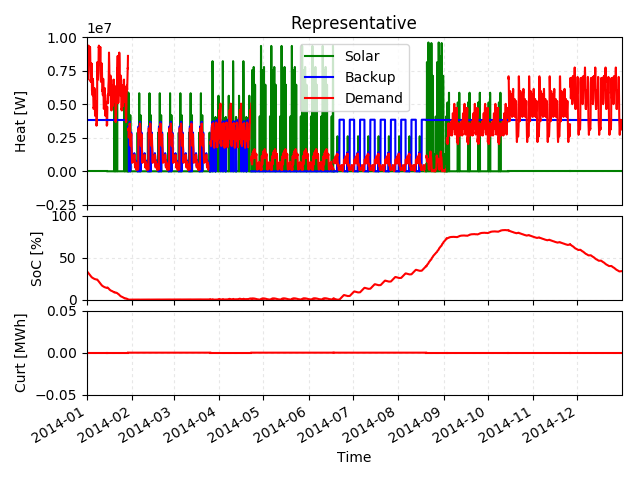 Representative
1e7
1.00
0.75
0.50
0.25
0.00
−0.25
Heat [W]
Solar
Backup
Demand
100
50
0
SoC [%]
0.05
0.00
−0.05
Curt [MWh]
2014-01
2014-02
2014-03
2014-04
2014-05
2014-06
2014-07
2014-08
2014-09
2014-10
2014-11
2014-12
Time